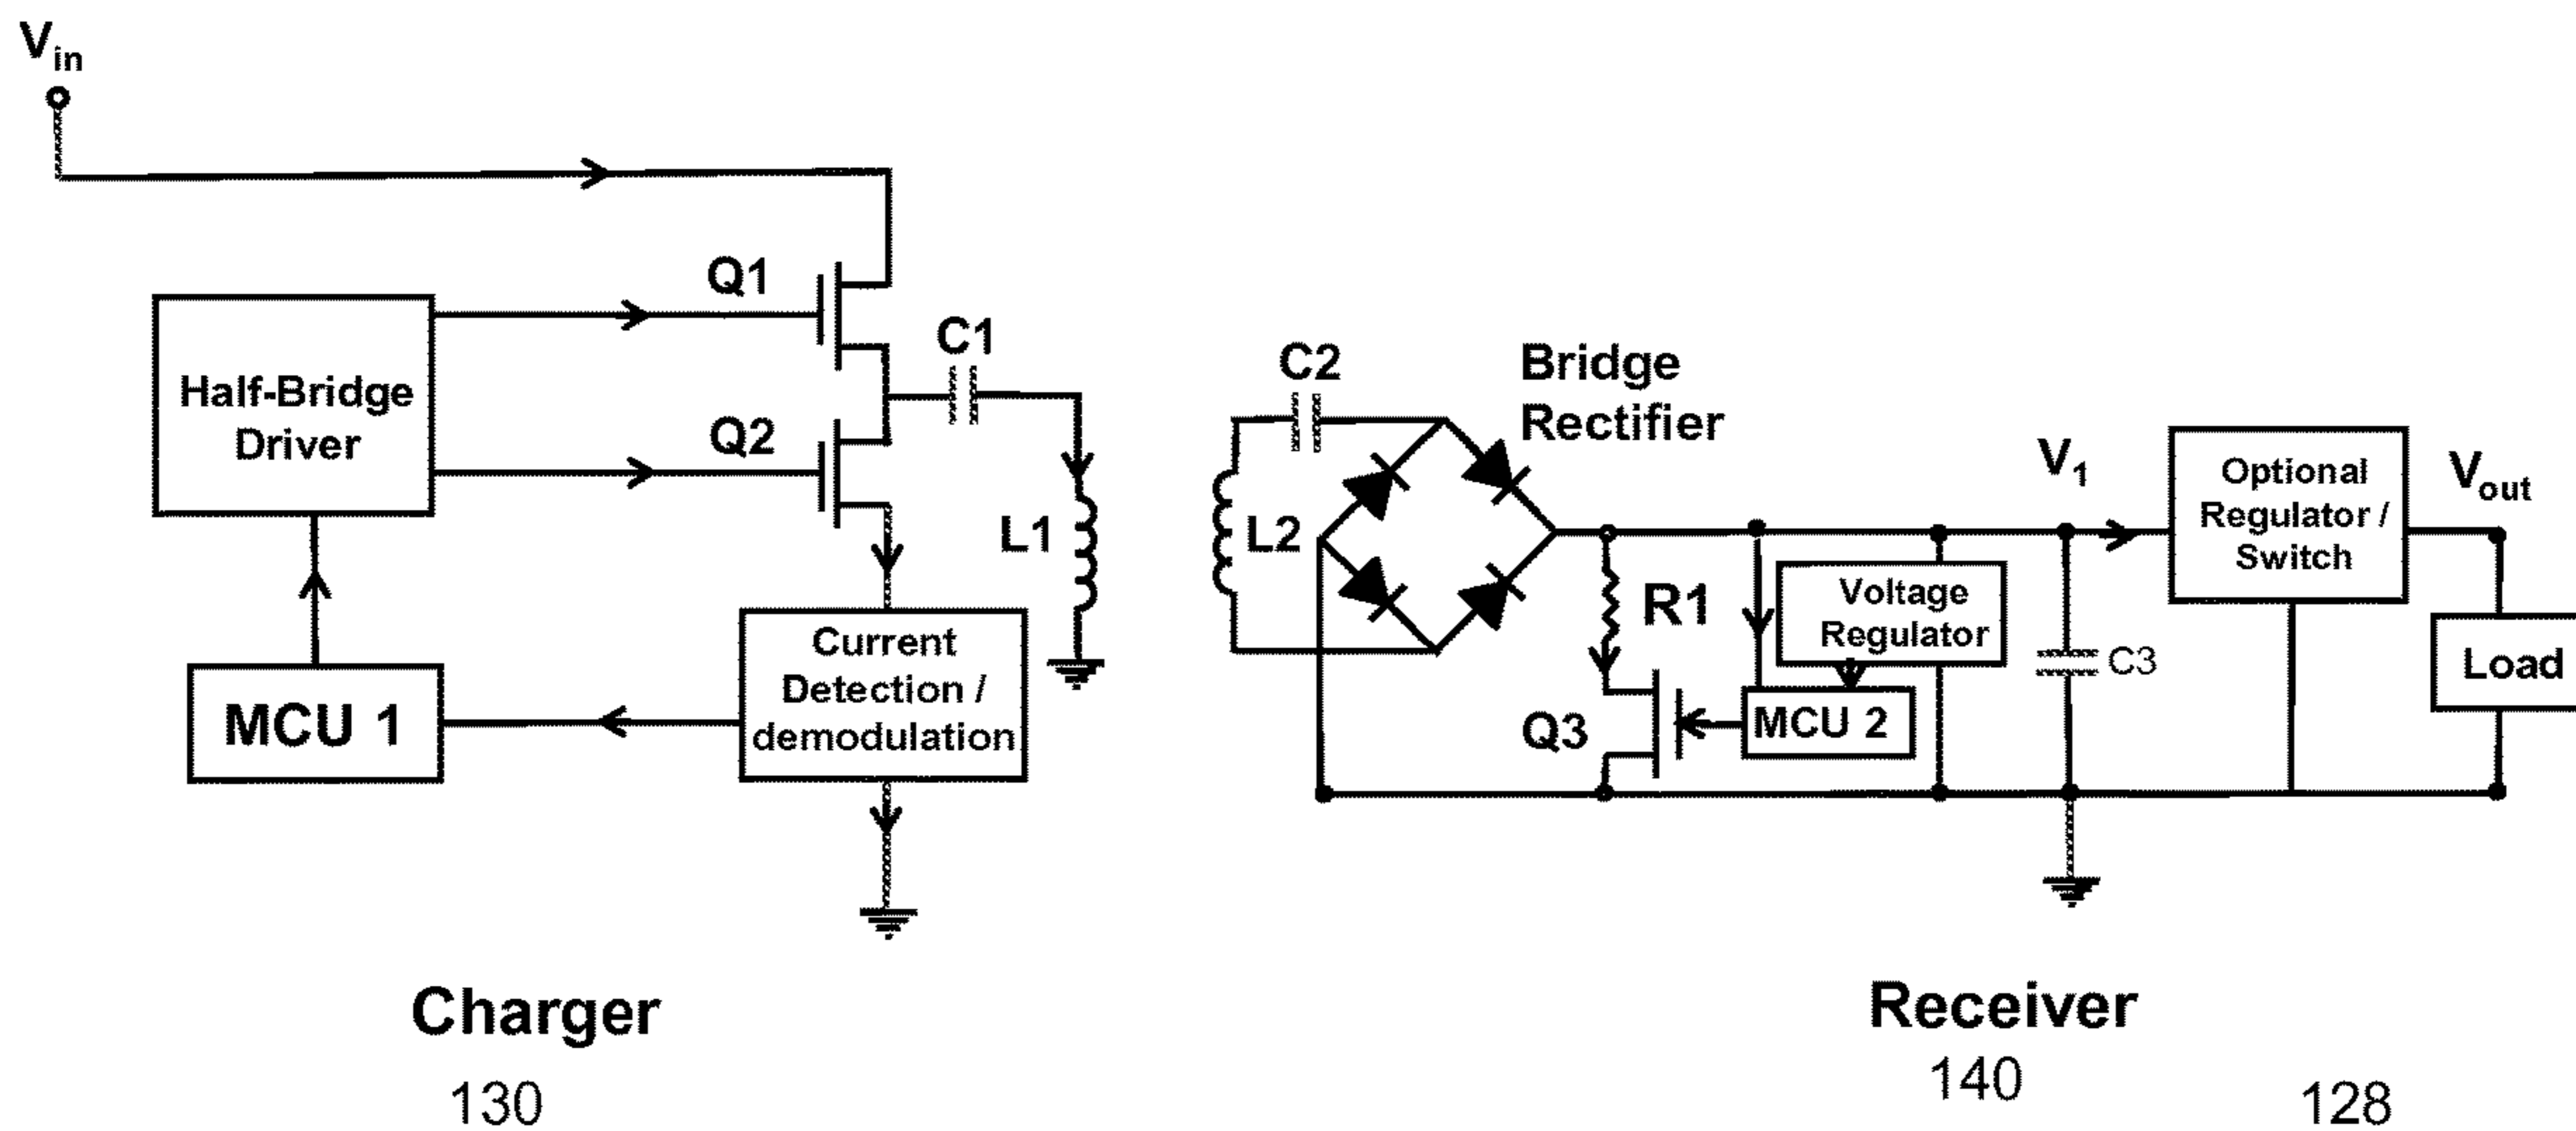 Vin
Q1
C1
Half-Bridge
Driver
Q2
L1
MCU 1
Current
Detection /
demodulation
Charger
130
C2
Bridge
Rectifier
L2
R1
Q3
Voltage
Regulator
MCU 2
C3
V1
Optional
Regulator /
Switch
Vout
Load
Receiver
140
128